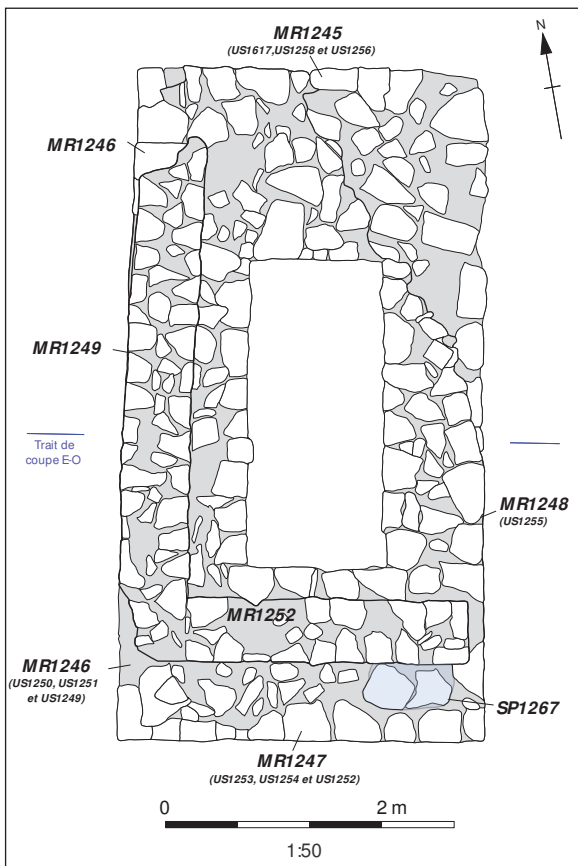 MR1245
(US1617,US1258 et US1256)
N
MR1246
MR1249
Trait de
coupe E-O
MR1248
(US1255)
MR1252
MR1246
(US1250, US1251
et US1249)
SP1267
MR1247
(US1253, US1254 et US1252)
0 2 m
1:50